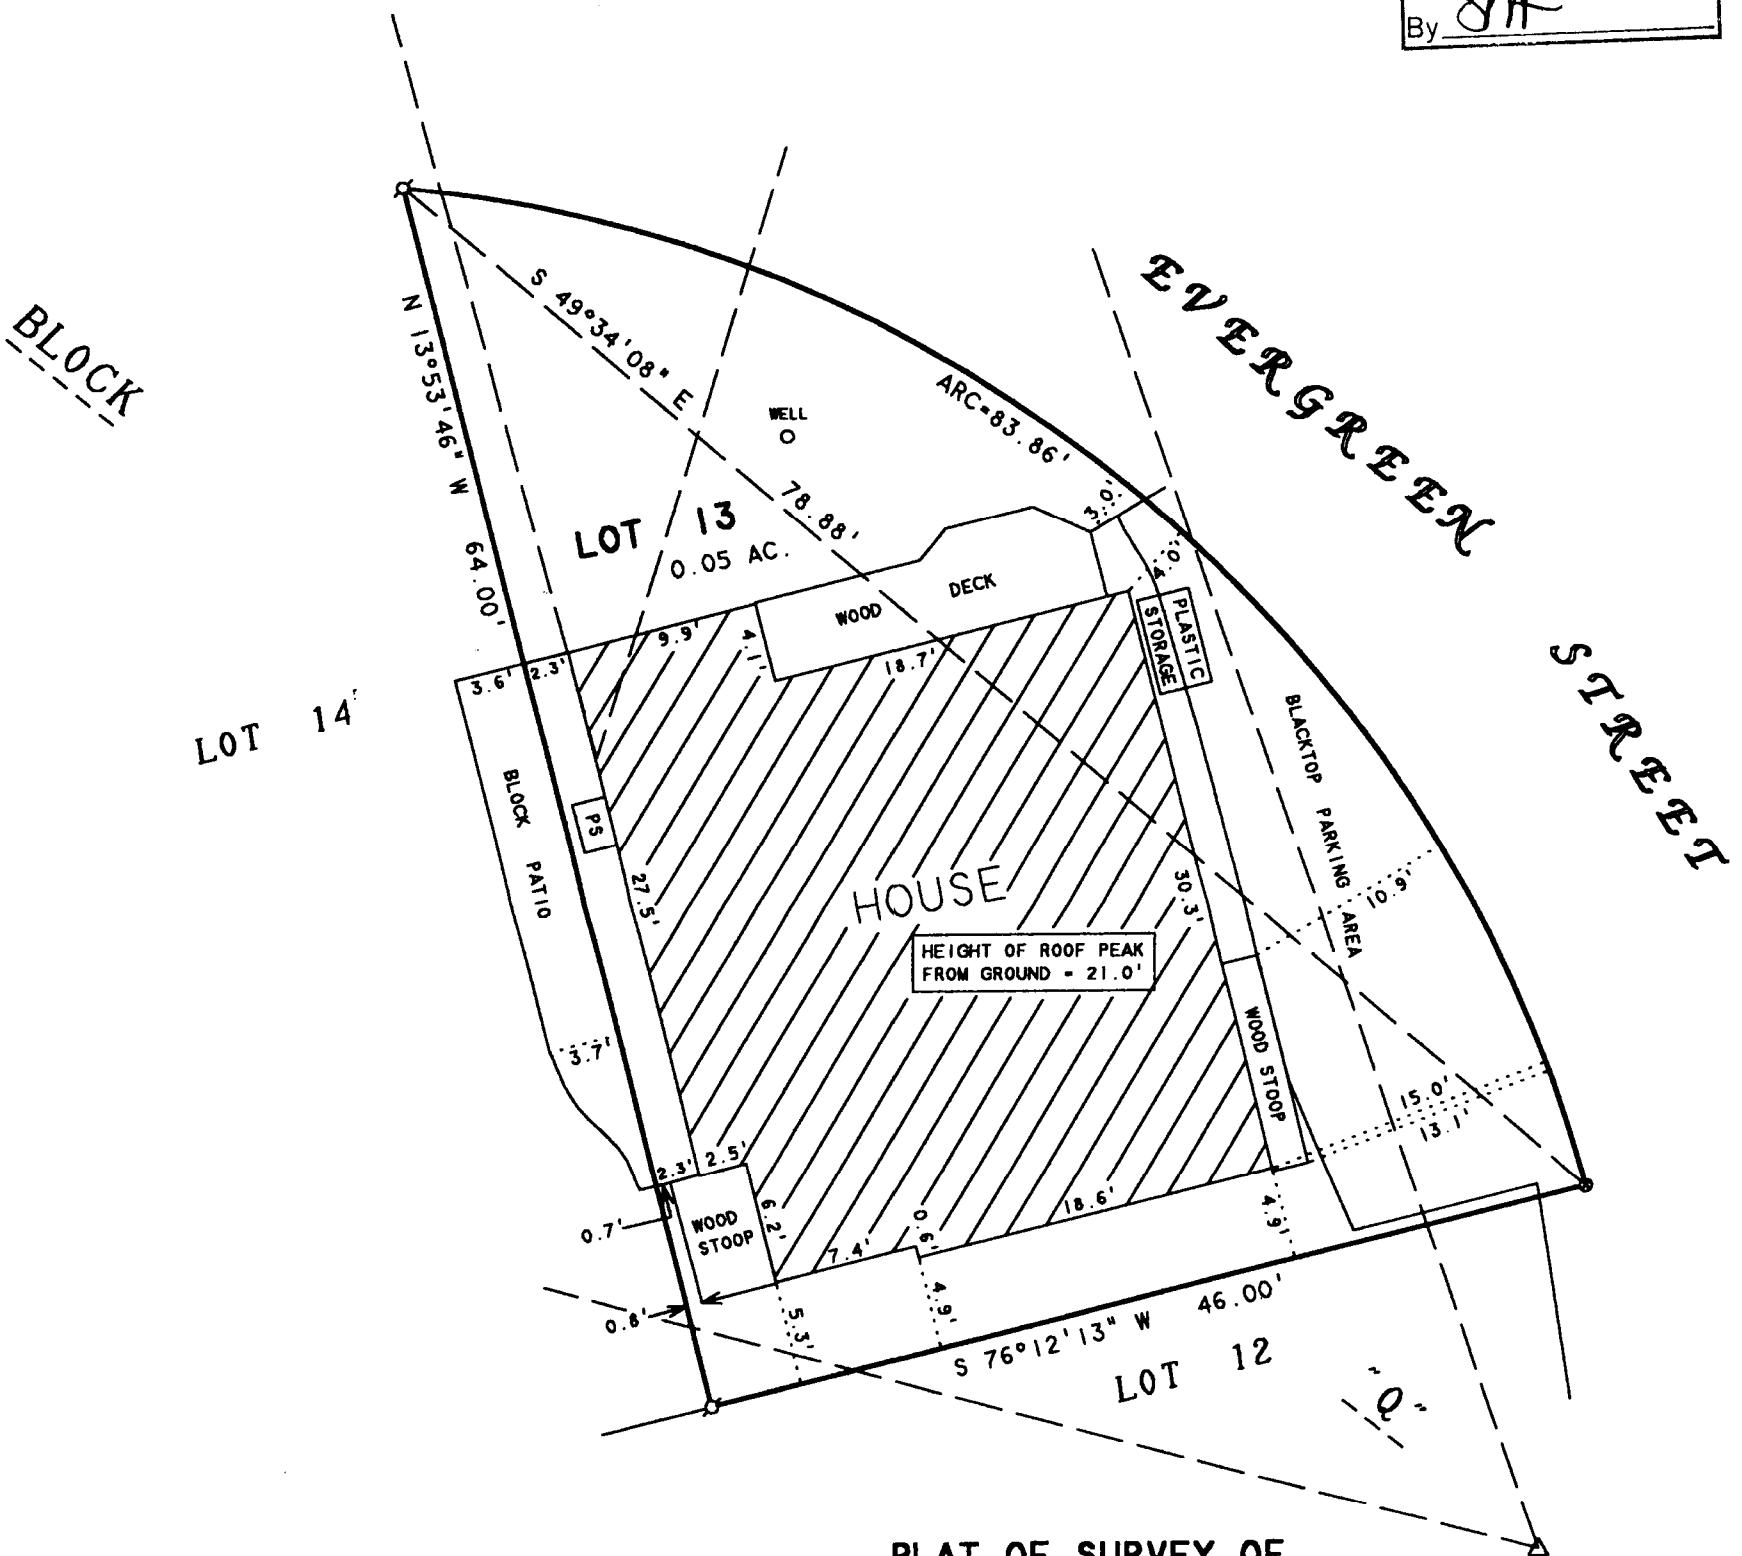 By
EVERGREEN STREET
BLOCK
N 13°53'46" W 64.00'
S 49°34'08" E 78.88'
ARC=83.86'
WELL
LOT 13
0.05 AC.
3.0'
4.0'
WOOD DECK
PLASTIC
STORAGE
9.9'
4.1'
18.7'
3.6'
2.3'
LOT 14
BLOCK PATIO
PS
27.5'
HOUSE
30.3'
BLACKTOP PARKING AREA
10.9'
HEIGHT OF ROOF PEAK
FROM GROUND = 21.0'
WOOD STOOP
3.7'
15.0'
13.1'
2.3'
2.5'
WOOD
STOOP
6.2'
0.7'
7.4'
0.6'
18.6'
4.9'
0.8'
5.3'
4.9'
S 76°12'13" W 46.00'
LOT 12
"Q"
PLAT OF SURVEY OF